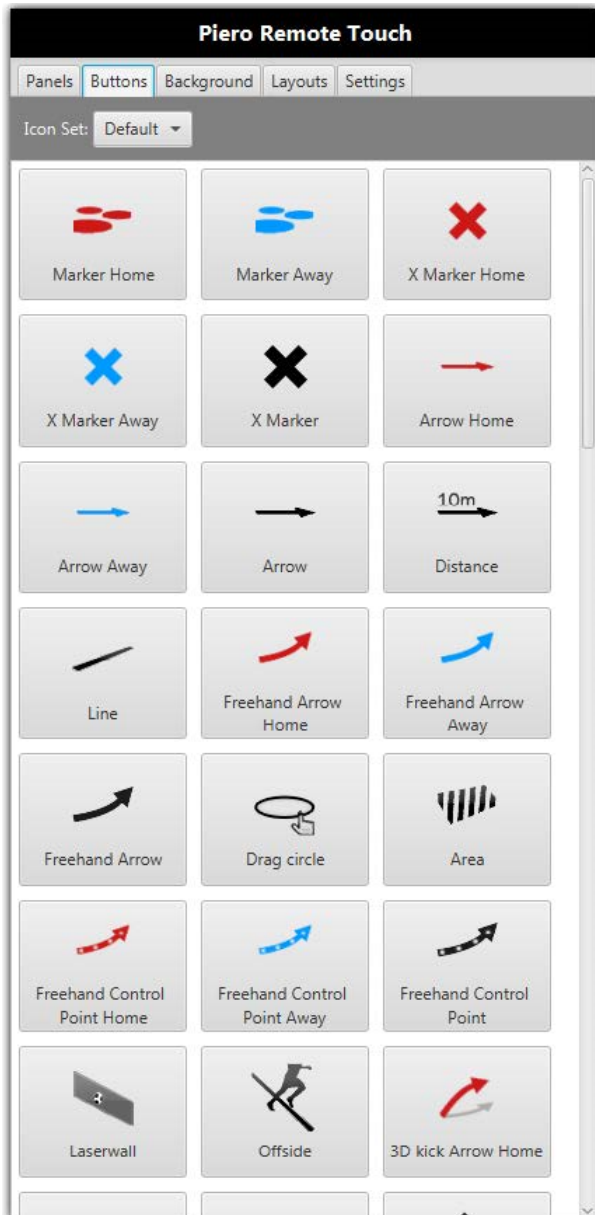 Piero Remote Touch
Panels Buttons Background Layouts Settings
Icon Set: Default
Marker Home
Marker Away
X Marker Home
X Marker Away
X Marker
Arrow Home
Arrow Away
Arrow
10m
Distance
Line
Freehand Arrow
Home
Freehand Arrow
Away
Freehand Arrow
Drag circle
Area
Freehand Control
Point Home
Freehand Control
Point Away
Freehand Control
Point
Laserwall
Offside
3D kick Arrow Home